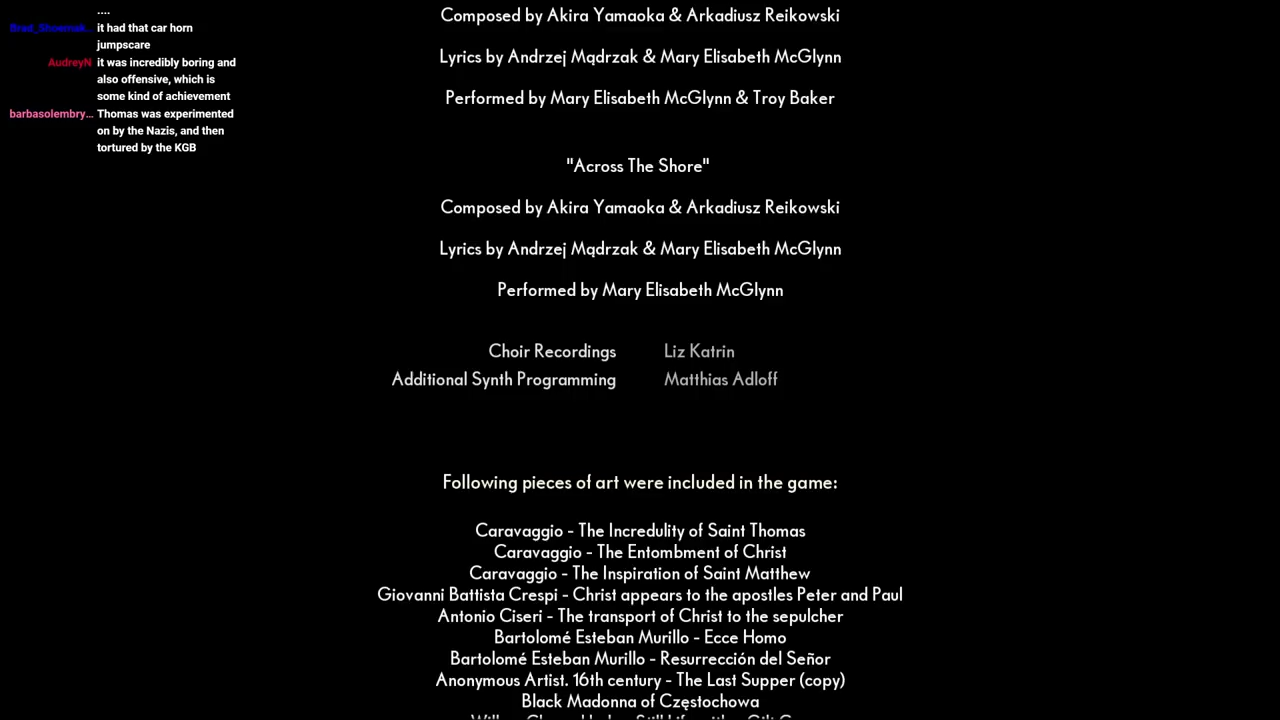 ....
it had that car horn
jumpscare
AudreyN it was incredibly boring and
also offensive, which is
some kind of achievement
barbasolembry... Thomas was experimented
on by the Nazis, and then
tortured by the KGB
Composed by Akira Yamaoka & Arkadiusz Reikowski
Lyrics by Andrzej Mądrzak & Mary Elisabeth McGlynn
Performed by Mary Elisabeth McGlynn & Troy Baker
"Across The Shore"
Composed by Akira Yamaoka & Arkadiusz Reikowski
Lyrics by Andrzej Mądrzak & Mary Elisabeth McGlynn
Performed by Mary Elisabeth McGlynn
Choir Recordings Liz Katrin
Additional Synth Programming Matthias Adloff
Following pieces of art were included in the game:
Caravaggio - The Incredulity of Saint Thomas
Caravaggio - The Entombment of Christ
Caravaggio - The Inspiration of Saint Matthew
Giovanni Battista Crespi - Christ appears to the apostles Peter and Paul
Antonio Ciseri - The transport of Christ to the sepulcher
Bartolomé Esteban Murillo - Ecce Homo
Bartolomé Esteban Murillo - Resurrección del Señor
Anonymous Artist. 16th century - The Last Supper (copy)
Black Madonna of Częstochowa